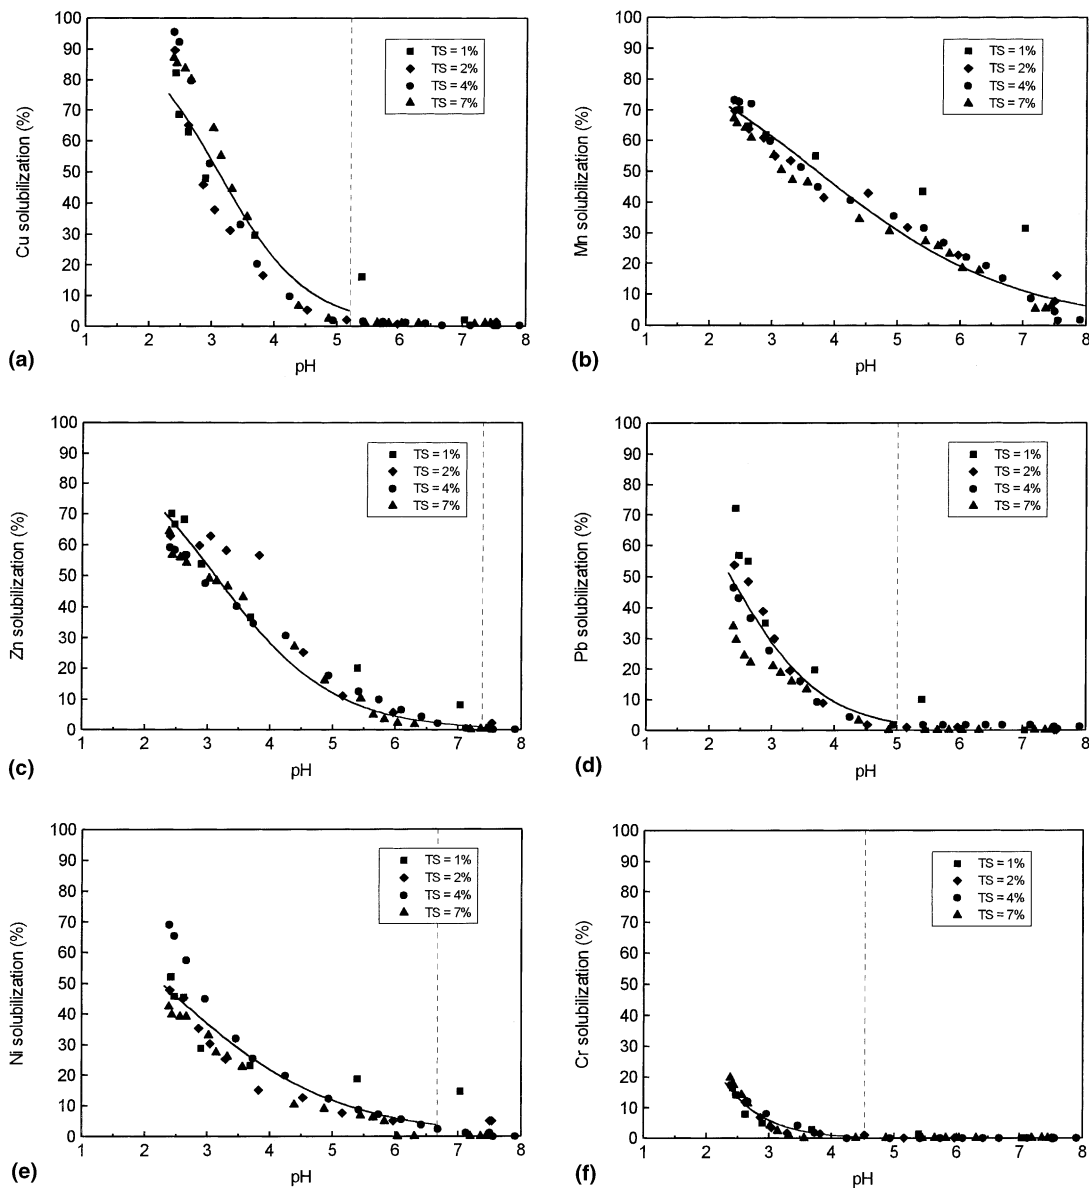 100
90
80
70
60
50
40
30
20
10
0
Cu solubilization (%)
TS = 1%
TS = 2%
TS = 4%
TS = 7%
1 2 3 4 5 6 7 8
pH
(a)
100
90
80
70
60
50
40
30
20
10
0
Mn solubilization (%)
TS = 1%
TS = 2%
TS = 4%
TS = 7%
1 2 3 4 5 6 7 8
pH
(b)
100
90
80
70
60
50
40
30
20
10
0
Zn solubilization (%)
TS = 1%
TS = 2%
TS = 4%
TS = 7%
1 2 3 4 5 6 7 8
pH
(c)
100
90
80
70
60
50
40
30
20
10
0
Pb solubilization (%)
TS = 1%
TS = 2%
TS = 4%
TS = 7%
1 2 3 4 5 6 7 8
pH
(d)
100
90
80
70
60
50
40
30
20
10
0
Ni solubilization (%)
TS = 1%
TS = 2%
TS = 4%
TS = 7%
1 2 3 4 5 6 7 8
pH
(e)
100
90
80
70
60
50
40
30
20
10
0
Cr solubilization (%)
TS = 1%
TS = 2%
TS = 4%
TS = 7%
1 2 3 4 5 6 7 8
pH
(f)